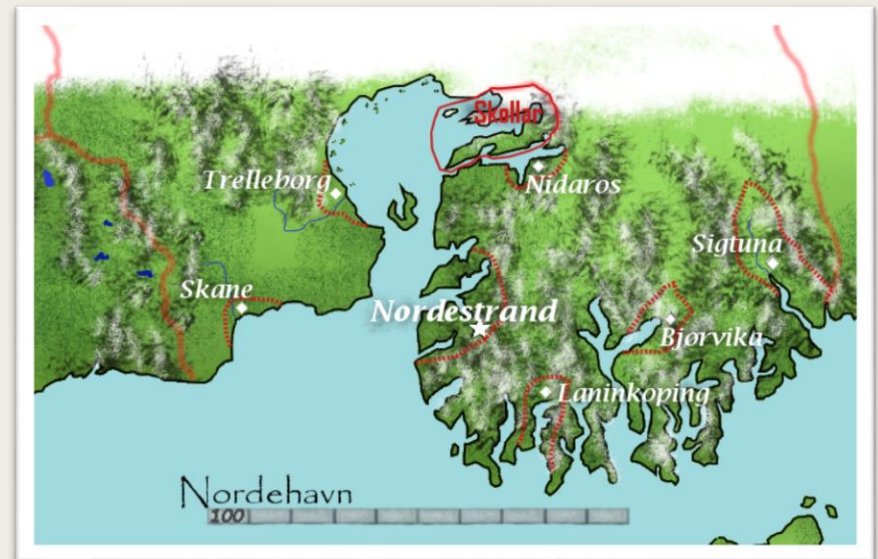 Skollar
Trelleborg
Nidaros
Sigtuna
Skane
Nordestrand
Bjørvika
Laninkoping
Nordehavn
100